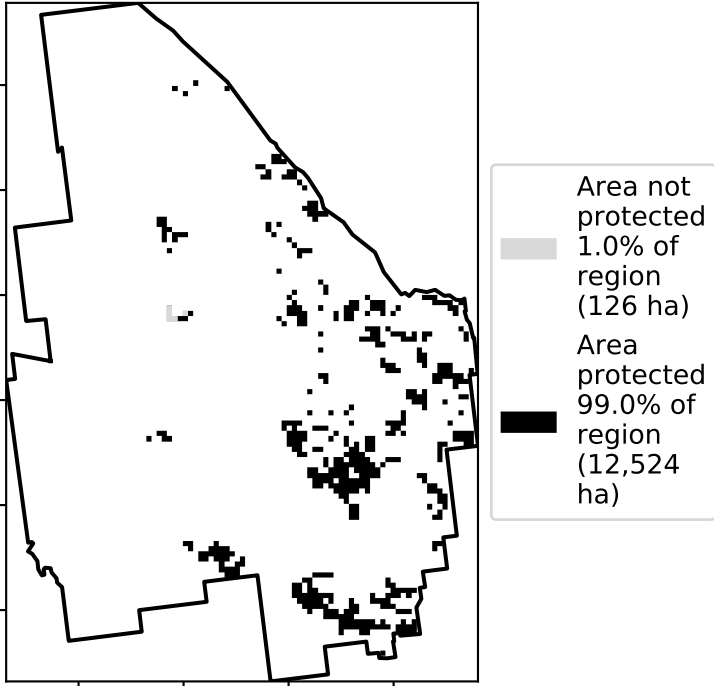 Area not
protected
1.0% of
region
(126 ha)
Area
protected
99.0% of
region
(12,524
ha)